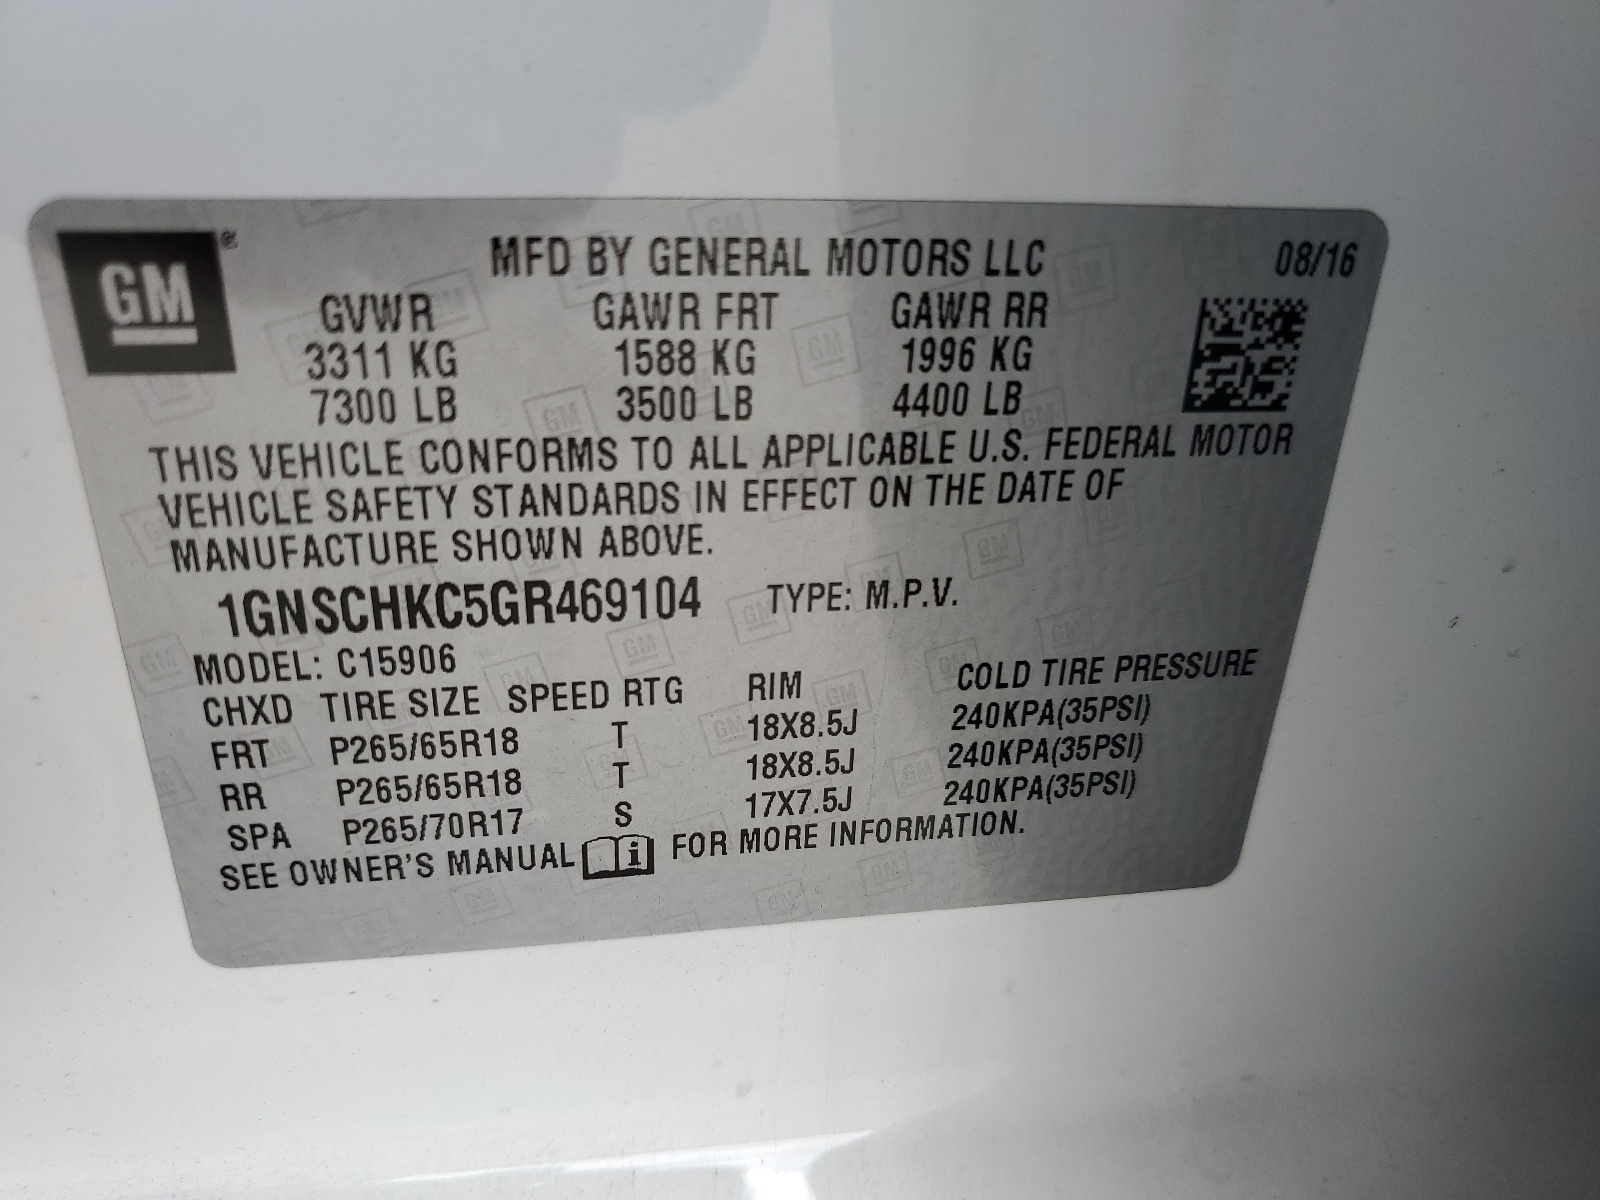 GM®
MFD BY GENERAL MOTORS LLC 08/16
GVWR GAWR FRT GAWR RR
3311 KG 1588 KG 1996 KG
7300 LB 3500 LB 4400 LB
THIS VEHICLE CONFORMS TO ALL APPLICABLE U.S. FEDERAL MOTOR
VEHICLE SAFETY STANDARDS IN EFFECT ON THE DATE OF
MANUFACTURE SHOWN ABOVE.
1GNSCHKC5GR469104 TYPE: M.P.V.
MODEL: C15906
CHXD TIRE SIZE SPEED RTG RIM COLD TIRE PRESSURE
FRT P265/65R18 T 18X8.5J 240KPA(35PSI)
RR P265/65R18 T 18X8.5J 240KPA(35PSI)
SPA P265/70R17 S 17X7.5J 240KPA(35PSI)
SEE OWNER'S MANUAL i FOR MORE INFORMATION.